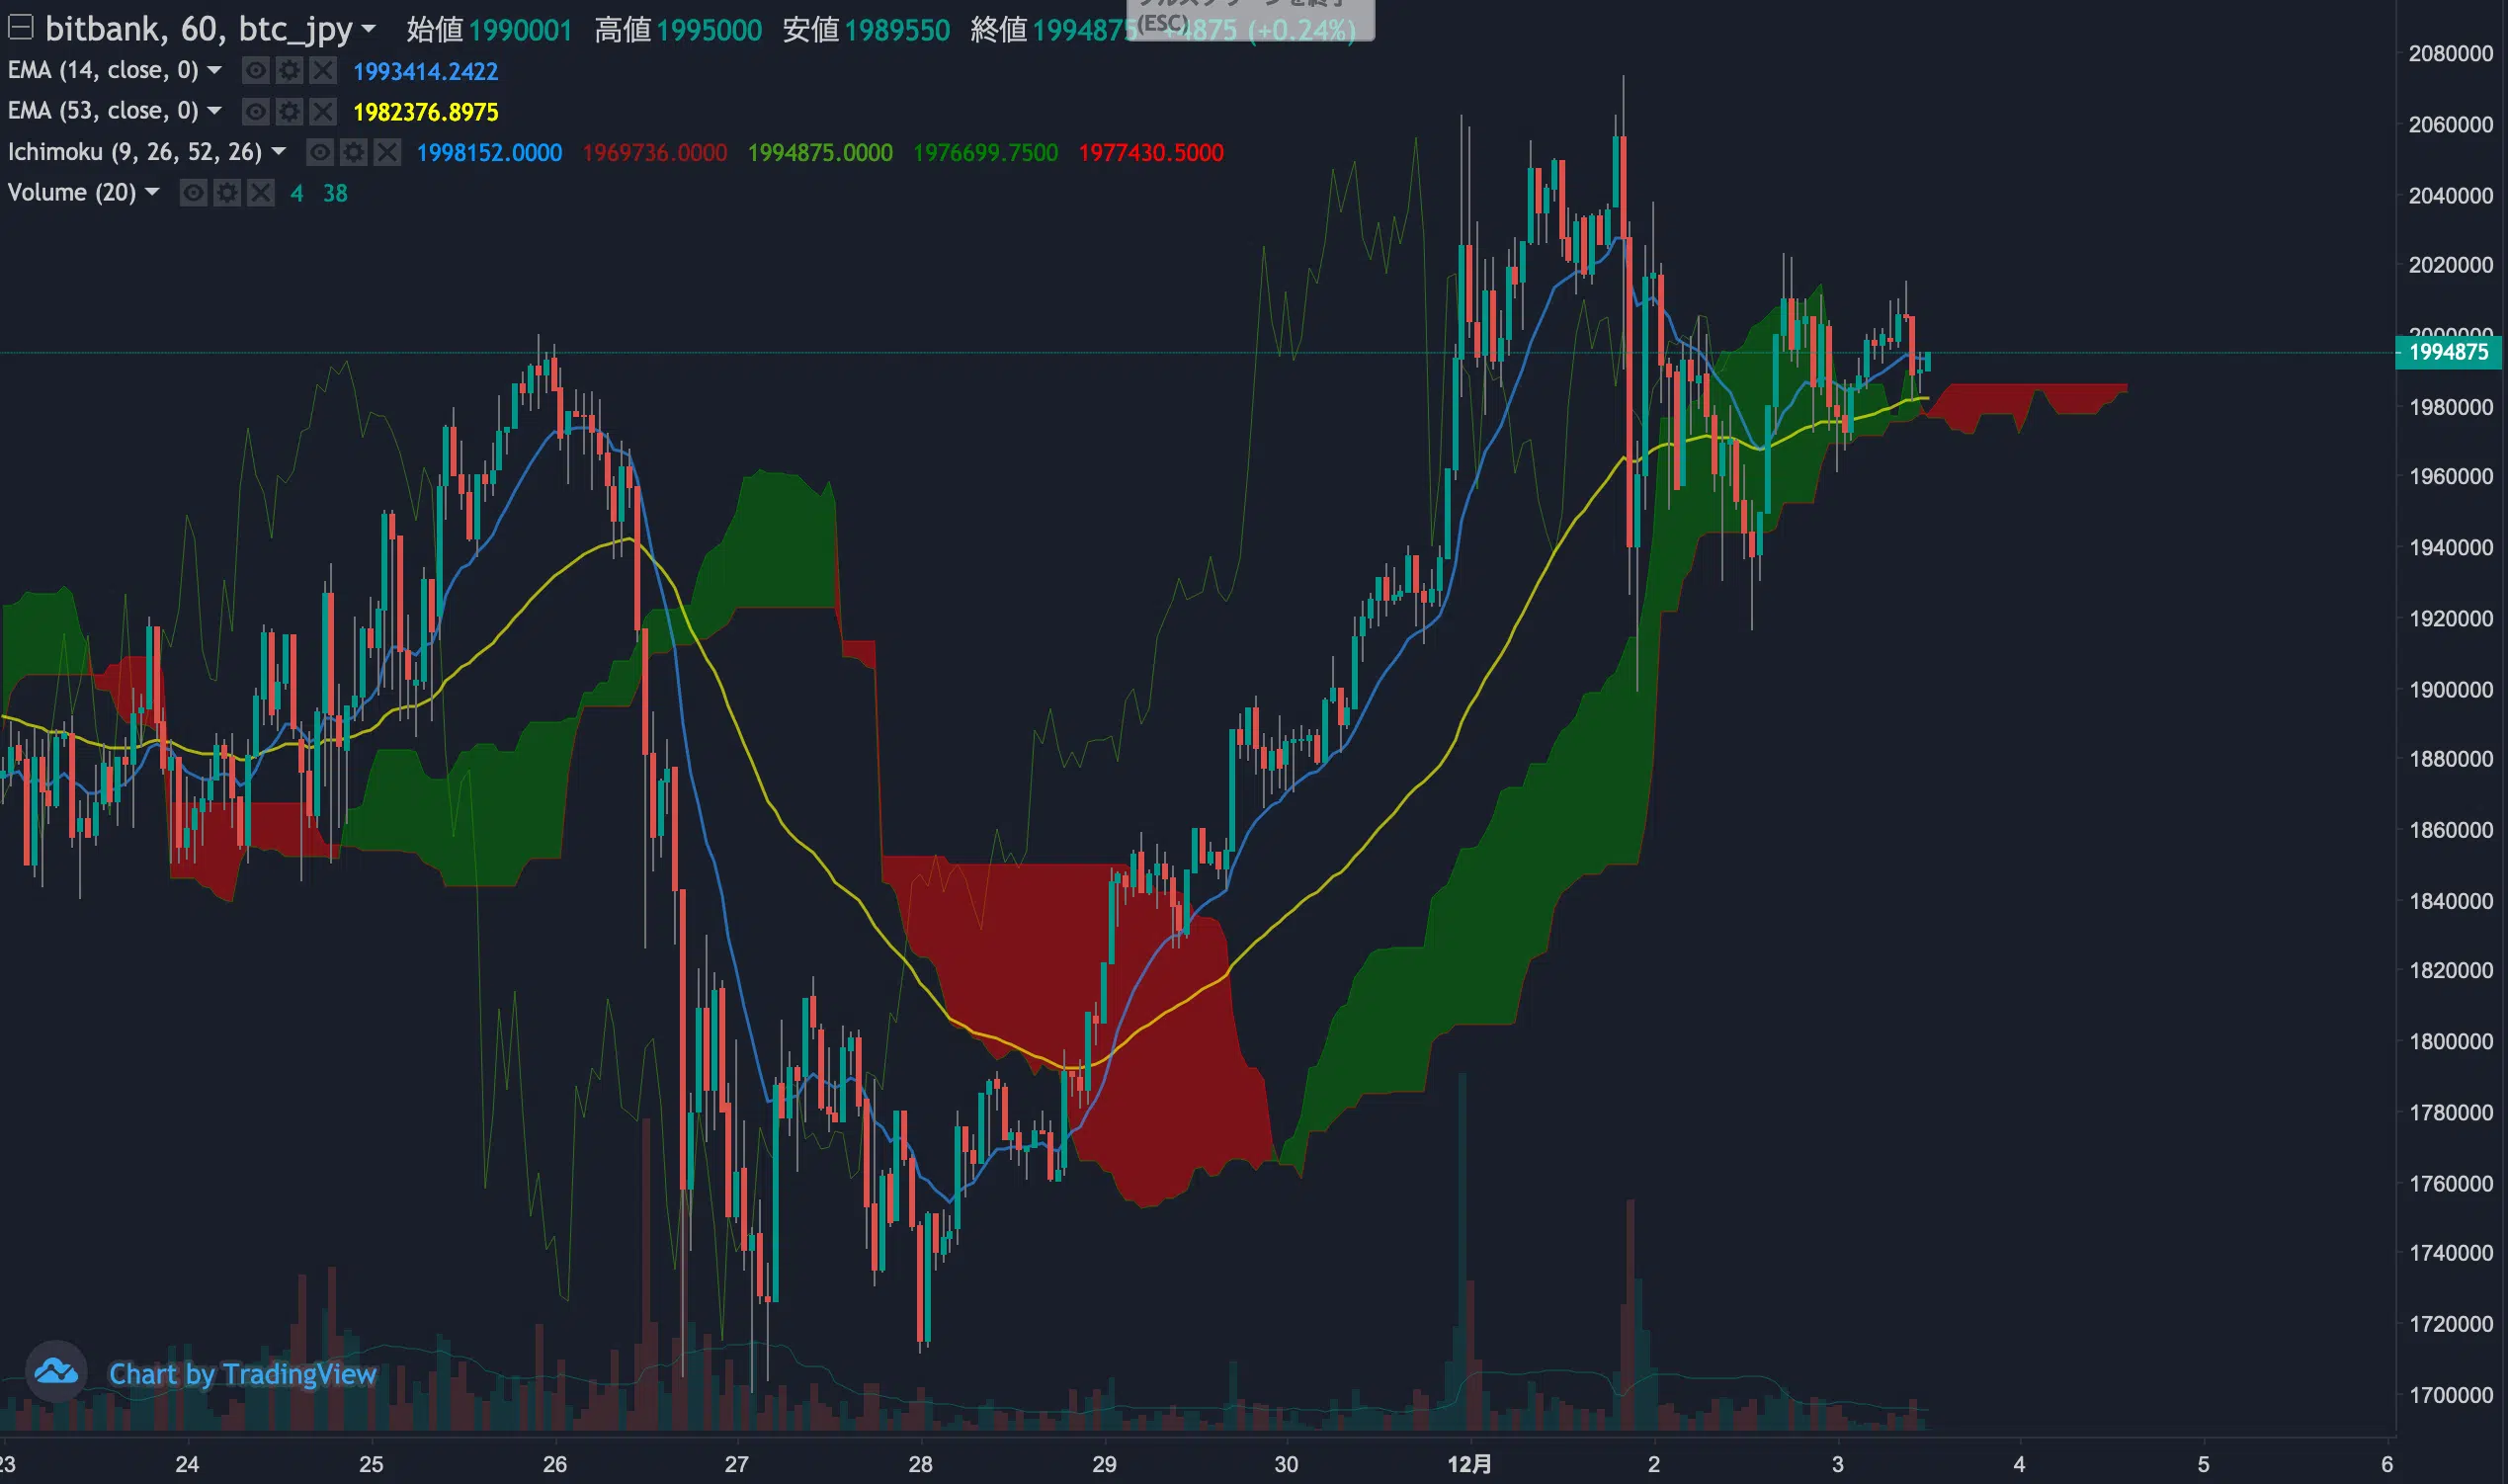 bitbank, 60, btc_jpy 始値1990001 高値1995000 安値1989550 終値1994875 +4875 (+0.24%)
(ESC)
EMA (14, close, 0) 1993414.2422
EMA (53, close, 0) 1982376.8975
Ichimoku (9, 26, 52, 26) 1998152.0000 1969736.0000 1994875.0000 1976699.7500 1977430.5000
Volume (20) 4 38
2080000
2060000
2040000
2020000
2000000
1994875
1980000
1960000
1940000
1920000
1900000
1880000
1860000
1840000
1820000
1800000
1780000
1760000
1740000
1720000
1700000
Chart by TradingView
23 24 25 26 27 28 29 30 12月 2 3 4 5 6